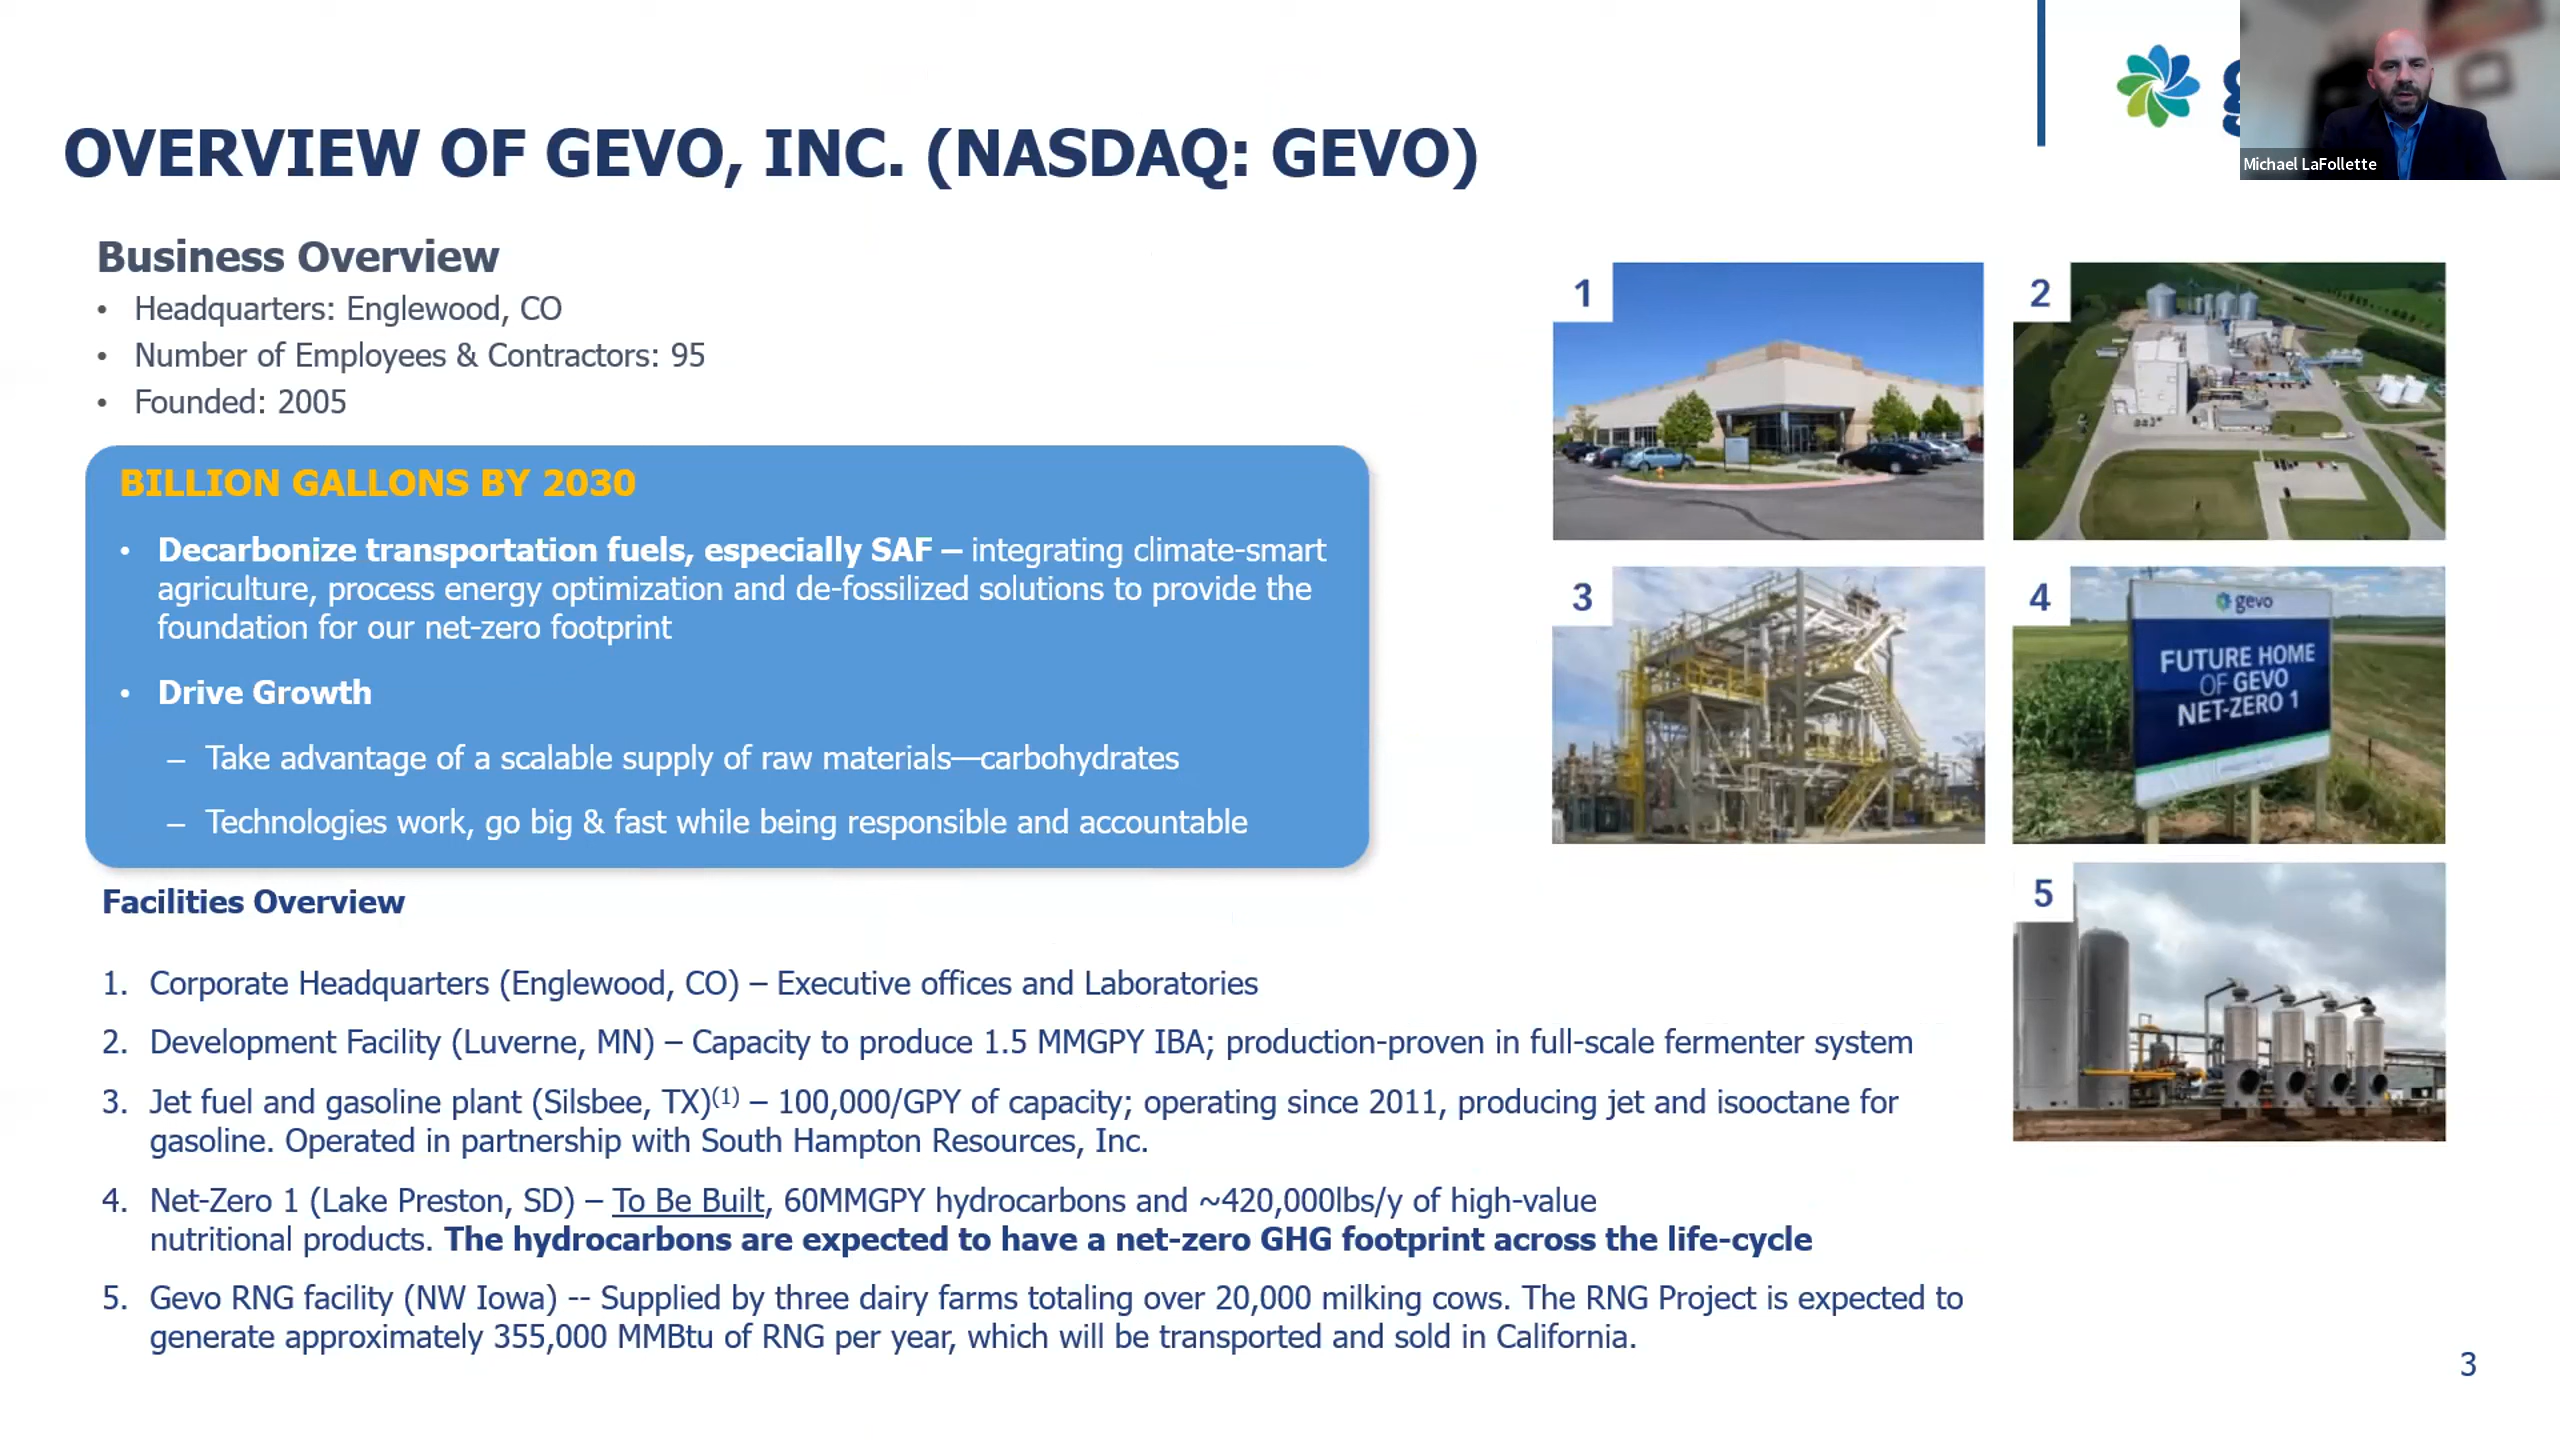 Michael LaFollette
OVERVIEW OF GEVO, INC. (NASDAQ: GEVO)
Business Overview
• Headquarters: Englewood, CO
• Number of Employees & Contractors: 95
• Founded: 2005
BILLION GALLONS BY 2030
• Decarbonize transportation fuels, especially SAF – integrating climate-smart
agriculture, process energy optimization and de-fossilized solutions to provide the
foundation for our net-zero footprint
• Drive Growth
– Take advantage of a scalable supply of raw materials—carbohydrates
– Technologies work, go big & fast while being responsible and accountable
1
2
3
4
gevo
FUTURE HOME
OF GEVO
NET-ZERO 1
5
Facilities Overview
1. Corporate Headquarters (Englewood, CO) – Executive offices and Laboratories
2. Development Facility (Luverne, MN) – Capacity to produce 1.5 MMGPY IBA; production-proven in full-scale fermenter system
3. Jet fuel and gasoline plant (Silsbee, TX)(1) – 100,000/GPY of capacity; operating since 2011, producing jet and isooctane for
gasoline. Operated in partnership with South Hampton Resources, Inc.
4. Net-Zero 1 (Lake Preston, SD) – To Be Built, 60MMGPY hydrocarbons and ~420,000lbs/y of high-value
nutritional products. The hydrocarbons are expected to have a net-zero GHG footprint across the life-cycle
5. Gevo RNG facility (NW Iowa) -- Supplied by three dairy farms totaling over 20,000 milking cows. The RNG Project is expected to
generate approximately 355,000 MMBtu of RNG per year, which will be transported and sold in California.
3